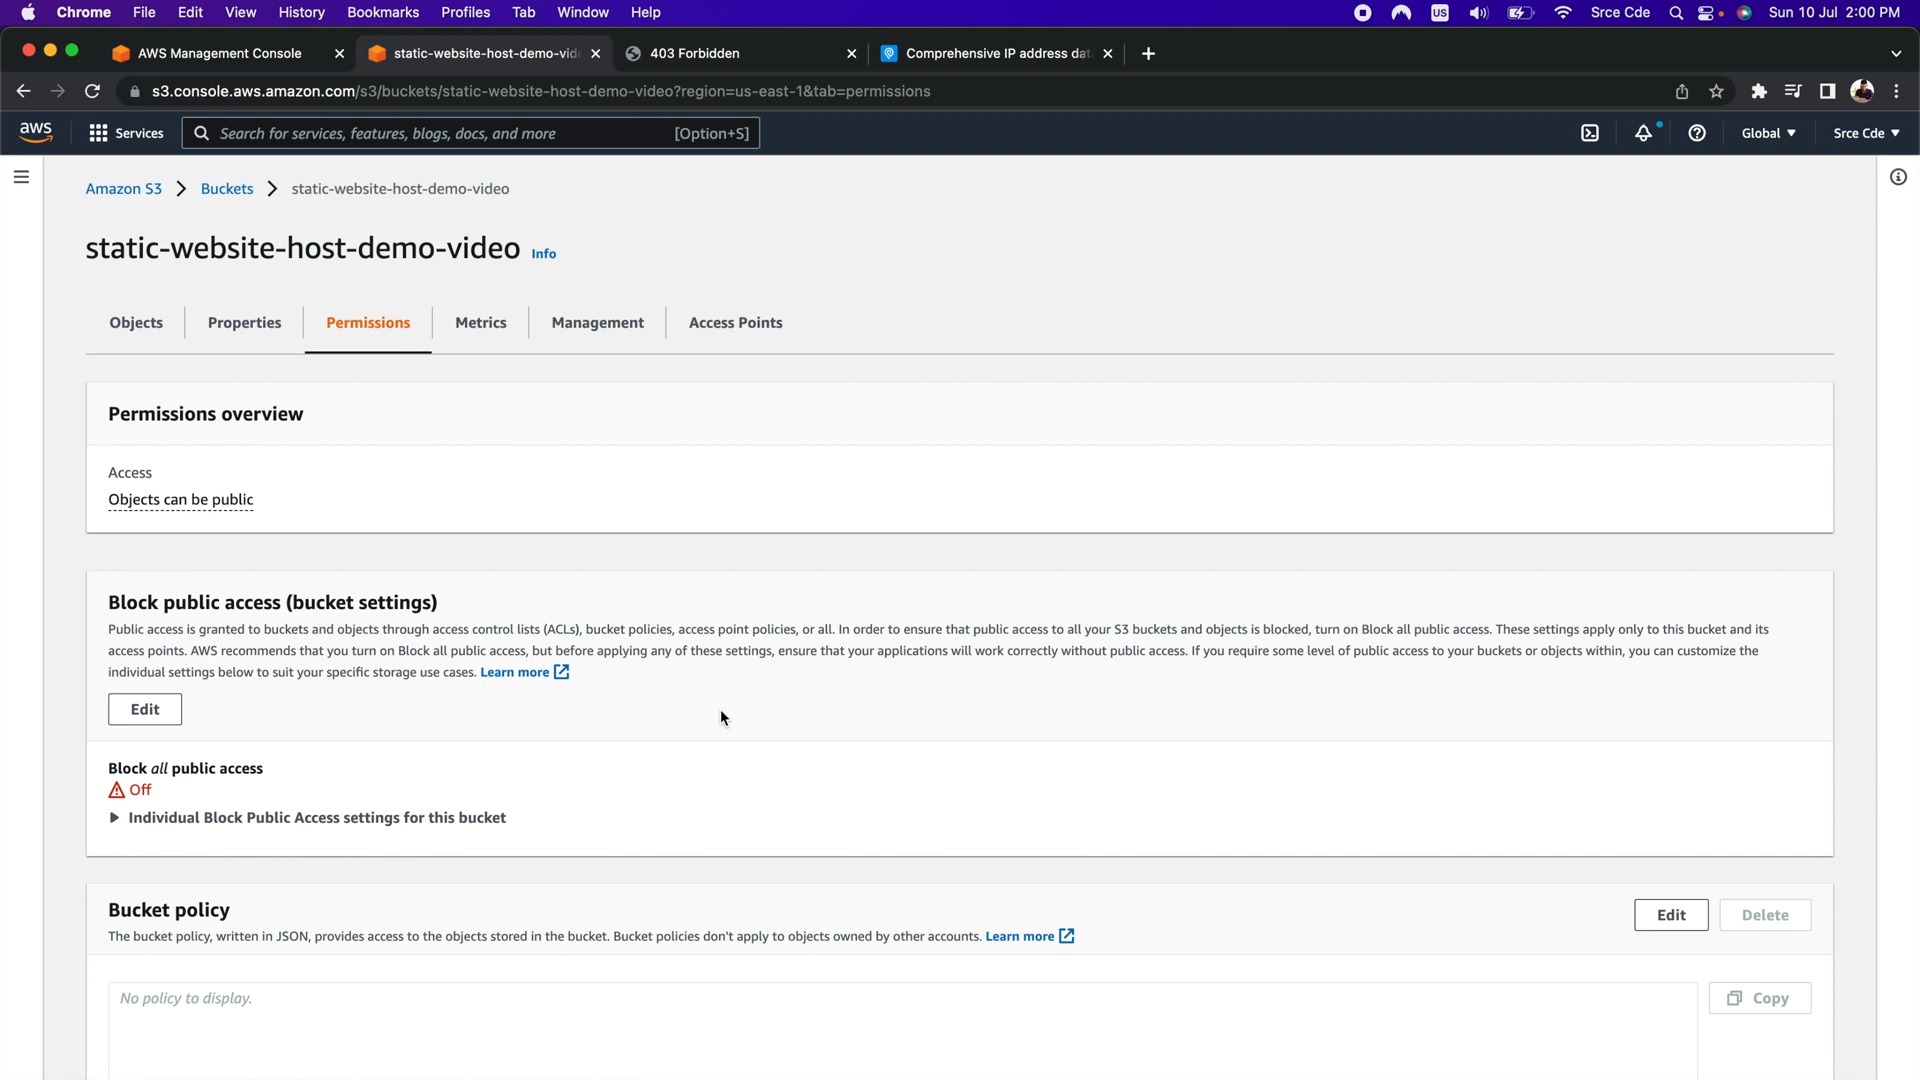 Chrome File Edit View History Bookmarks Profiles Tab Window Help US Srce Cde Sun 10 Jul 2:00 PM
AWS Management Console static-website-host-demo-vid 403 Forbidden Comprehensive IP address dat
s3.console.aws.amazon.com/s3/buckets/static-website-host-demo-video?region=us-east-1&tab=permissions
aws Services Search for services, features, blogs, docs, and more [Option+S] Global Srce Cde
Amazon S3 Buckets static-website-host-demo-video
static-website-host-demo-video Info
Objects Properties Permissions Metrics Management Access Points
Permissions overview
Access
Objects can be public
Block public access (bucket settings)
Public access is granted to buckets and objects through access control lists (ACLs), bucket policies, access point policies, or all. In order to ensure that public access to all your S3 buckets and objects is blocked, turn on Block all public access. These settings apply only to this bucket and its
access points. AWS recommends that you turn on Block all public access, but before applying any of these settings, ensure that your applications will work correctly without public access. If you require some level of public access to your buckets or objects within, you can customize the
individual settings below to suit your specific storage use cases. Learn more
Edit
Block all public access
Off
Individual Block Public Access settings for this bucket
Bucket policy
Edit Delete
The bucket policy, written in JSON, provides access to the objects stored in the bucket. Bucket policies don't apply to objects owned by other accounts. Learn more
No policy to display.
Copy